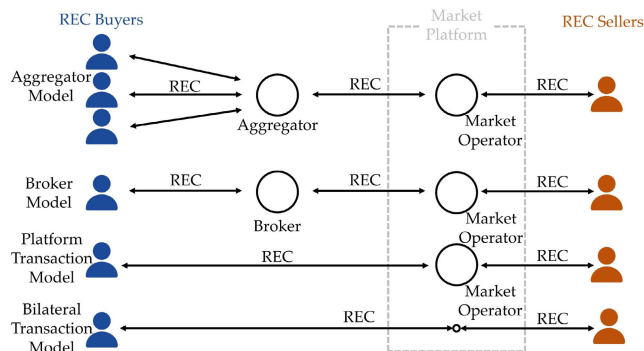 REC Buyers
Market
Platform
REC Sellers
Aggregator
Model
REC
REC
REC
Aggregator
Market
Operator
Broker
Model
REC
REC
REC
Broker
Market
Operator
Platform
Transaction
Model
REC
REC
Market
Operator
Bilateral
Transaction
Model
REC
REC